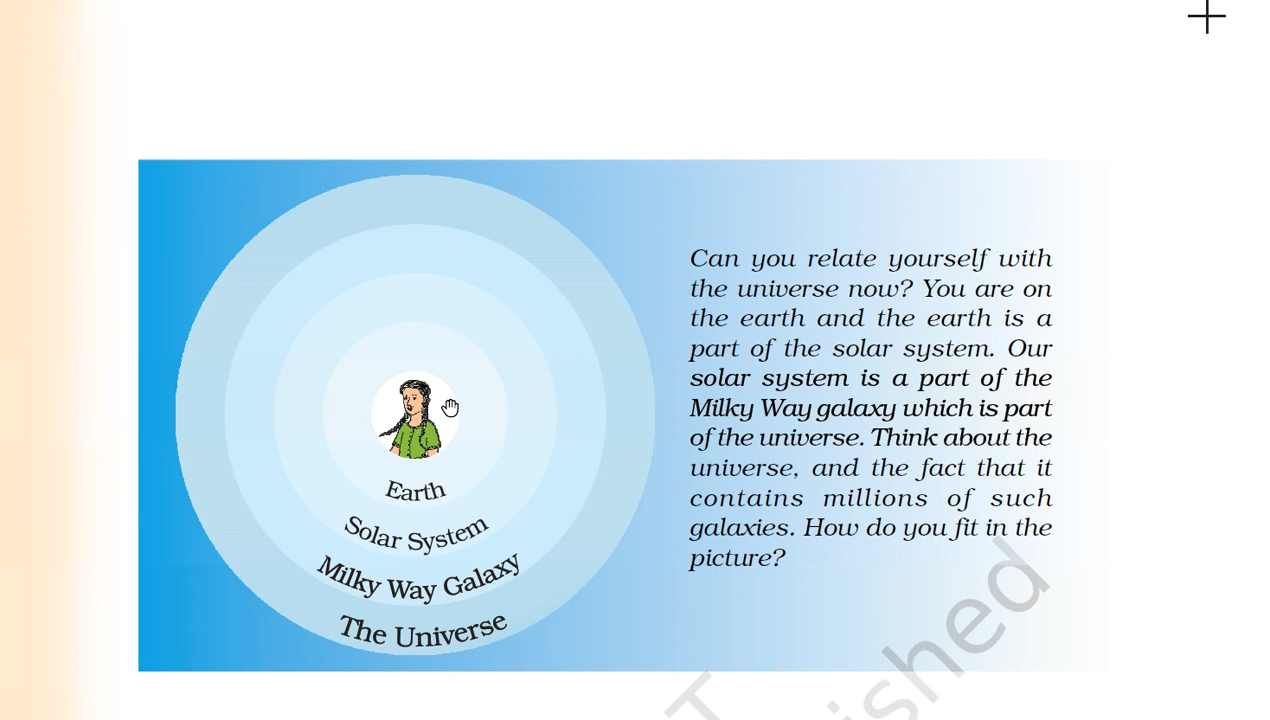 Can you relate yourself with
the universe now? You are on
the earth and the earth is a
part of the solar system. Our
solar system is a part of the
Milky Way galaxy which is part
of the universe. Think about the
universe, and the fact that it
contains millions of such
galaxies. How do you fit in the
picture?
Earth
Solar System
Milky Way Galaxy
The Universe